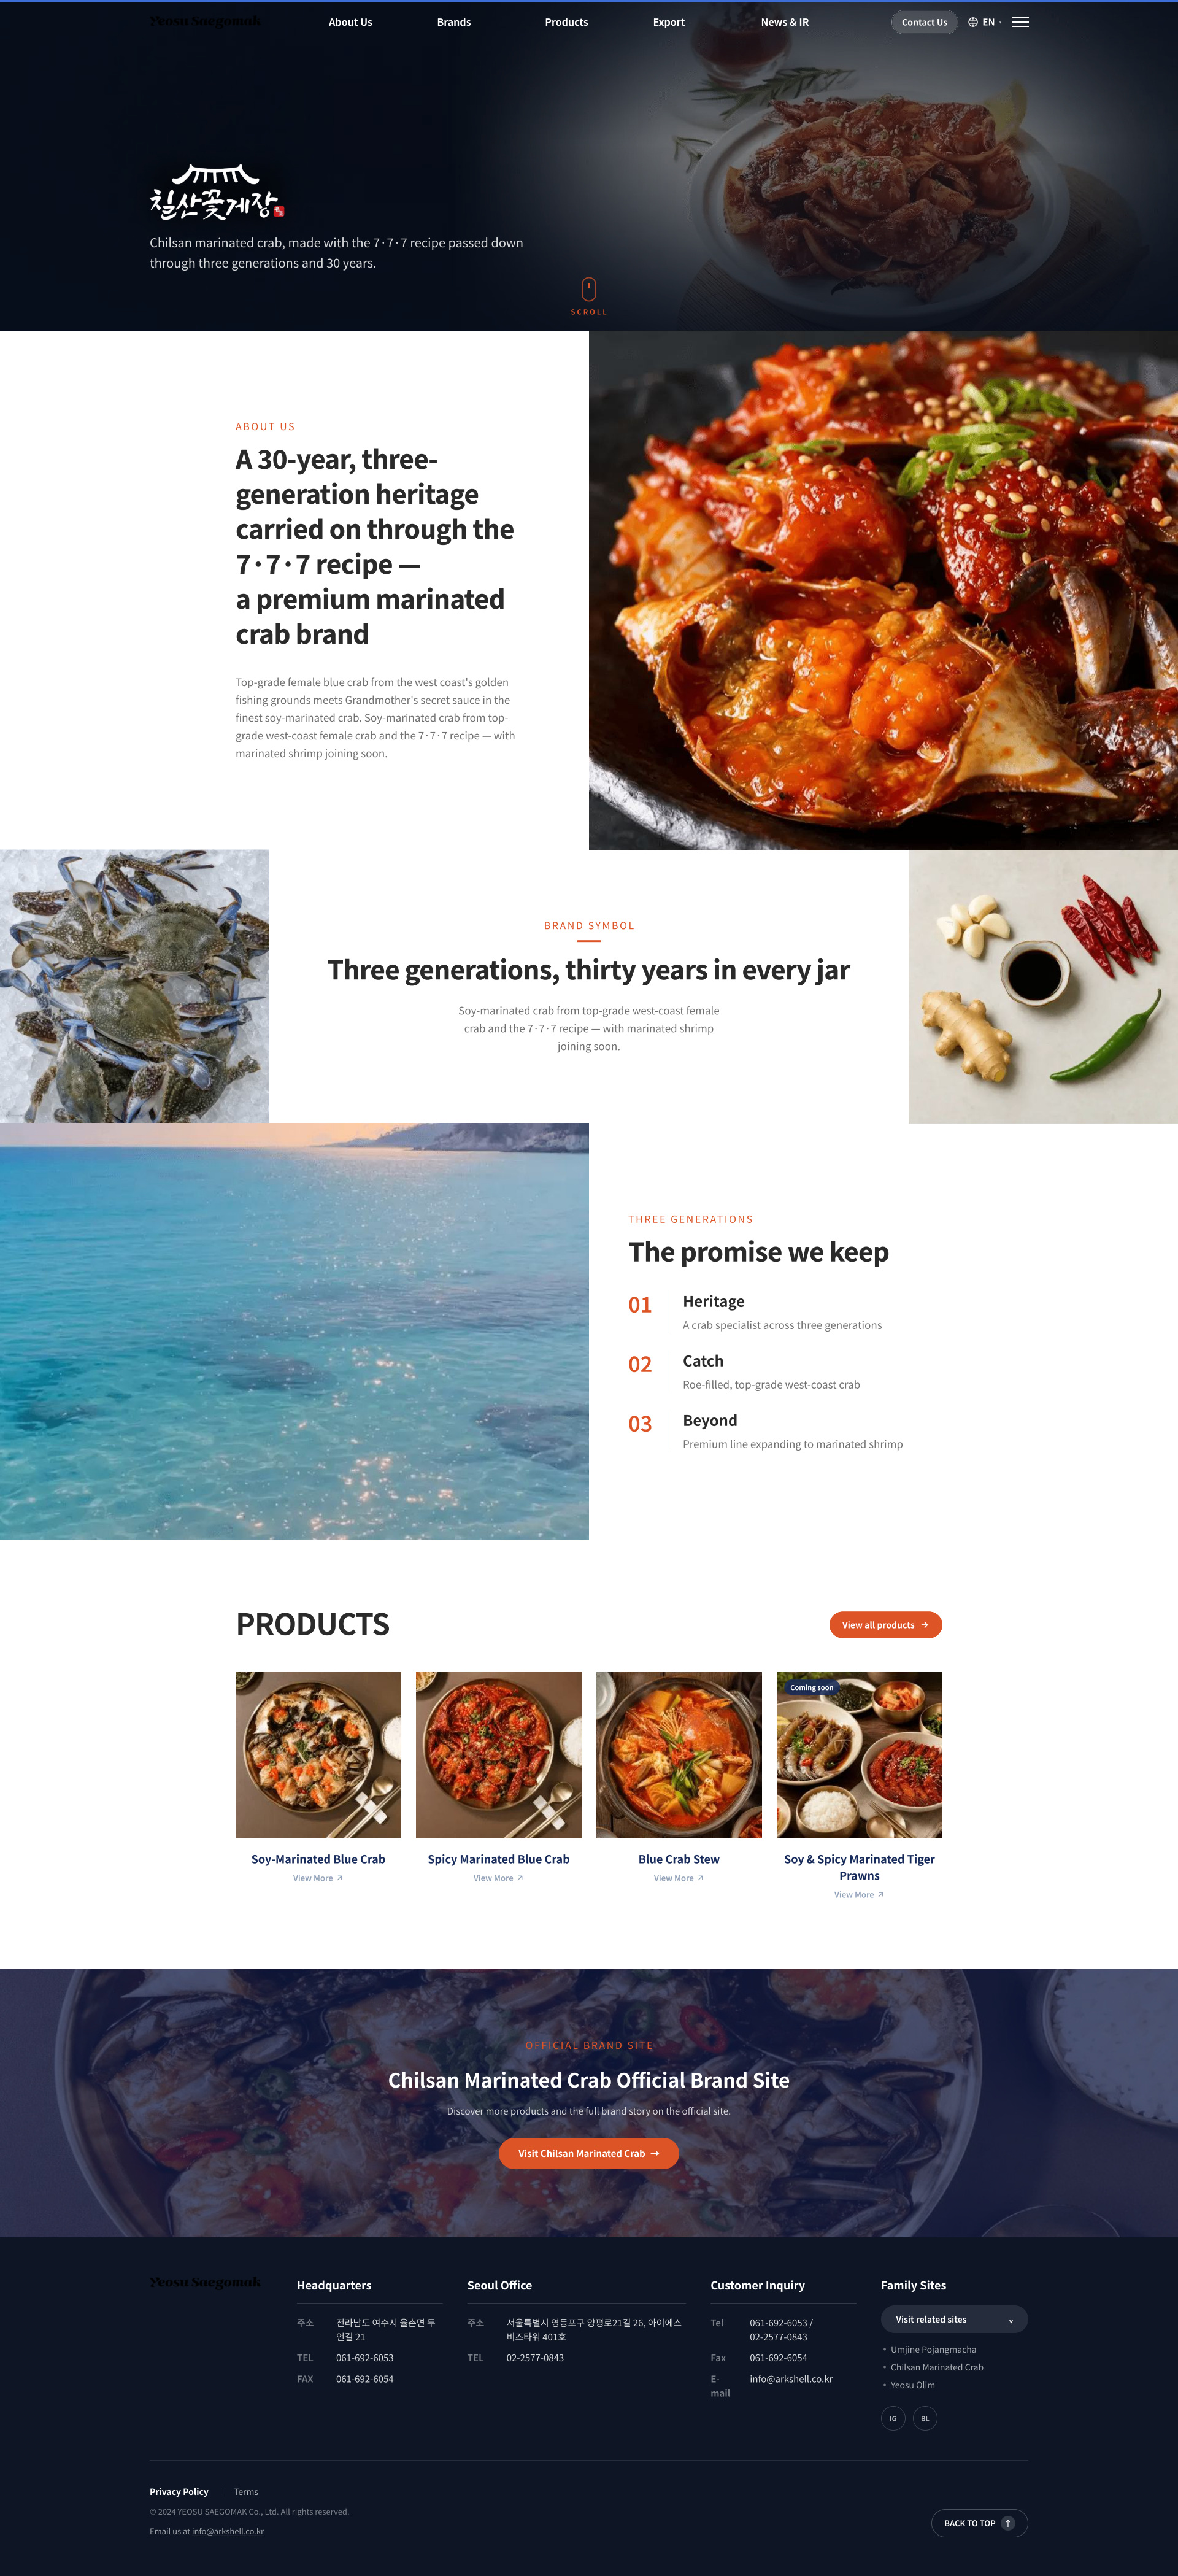 Yeosu Saegomak
About Us
Brands
Products
Export
News & IR
Contact Us
EN
칠산꽃게장
Chilsan marinated crab, made with the 7·7·7 recipe passed down
through three generations and 30 years.
SCROLL
ABOUT US
A 30-year, three-
generation heritage
carried on through the
7·7·7 recipe —
a premium marinated
crab brand
Top-grade female blue crab from the west coast's golden
fishing grounds meets Grandmother's secret sauce in the
finest soy-marinated crab. Soy-marinated crab from top-
grade west-coast female crab and the 7·7·7 recipe — with
marinated shrimp joining soon.
BRAND SYMBOL
Three generations, thirty years in every jar
Soy-marinated crab from top-grade west-coast female
crab and the 7·7·7 recipe — with marinated shrimp
joining soon.
THREE GENERATIONS
The promise we keep
01
Heritage
A crab specialist across three generations
02
Catch
Roe-filled, top-grade west-coast crab
03
Beyond
Premium line expanding to marinated shrimp
PRODUCTS
View all products →
Soy-Marinated Blue Crab
View More ↗
Spicy Marinated Blue Crab
View More ↗
Blue Crab Stew
View More ↗
Coming soon
Soy & Spicy Marinated Tiger
Prawns
View More ↗
OFFICIAL BRAND SITE
Chilsan Marinated Crab Official Brand Site
Discover more products and the full brand story on the official site.
Visit Chilsan Marinated Crab →
Yeosu Saegomak
Headquarters
주소 전라남도 여수시 율촌면 두
언길 21
TEL 061-692-6053
FAX 061-692-6054
Seoul Office
주소 서울특별시 영등포구 양평로21길 26, 아이에스
비즈타워 401호
TEL 02-2577-0843
Customer Inquiry
Tel 061-692-6053 /
02-2577-0843
Fax 061-692-6054
E-
mail info@arkshell.co.kr
Family Sites
Visit related sites
• Umjine Pojangmacha
• Chilsan Marinated Crab
• Yeosu Olim
IG
BL
Privacy Policy | Terms
© 2024 YEOSU SAEGOMAK Co., Ltd. All rights reserved.
Email us at info@arkshell.co.kr
BACK TO TOP ↑